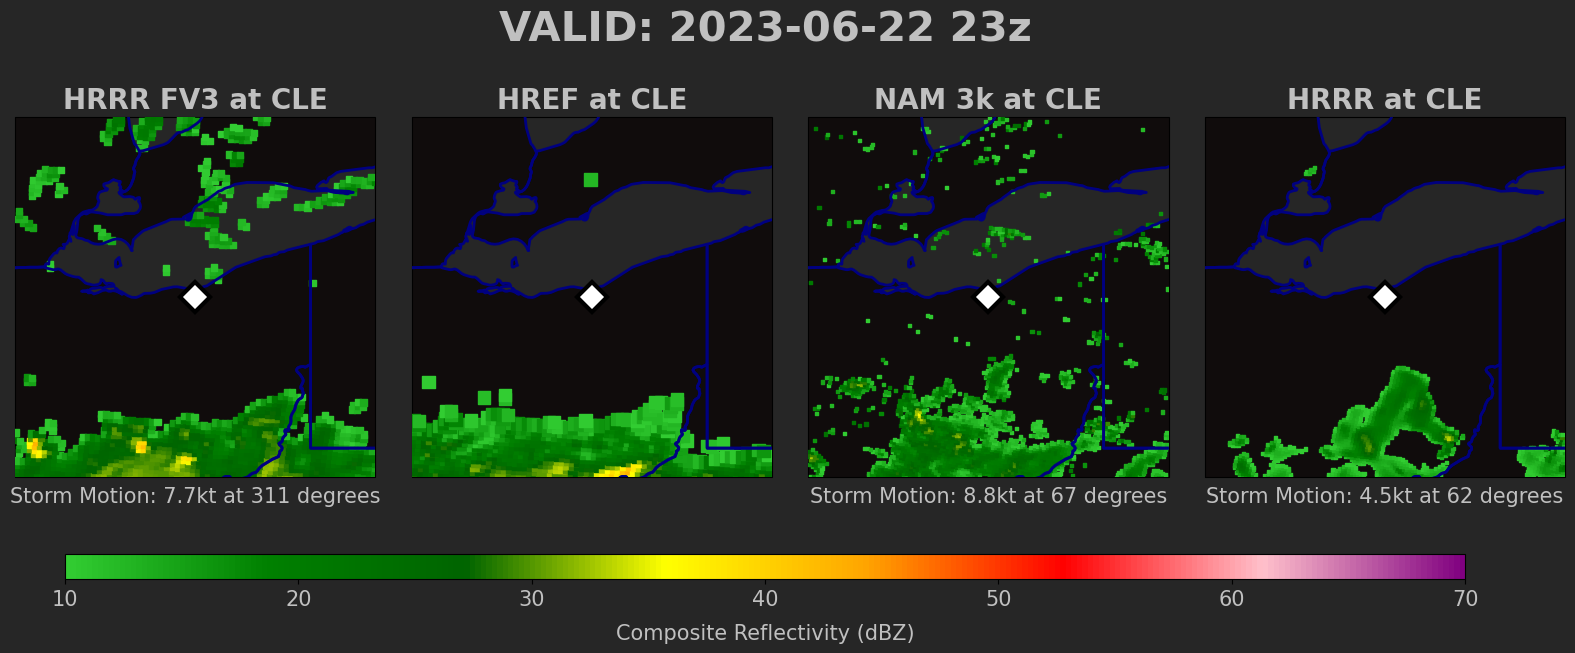 VALID: 2023-06-22 23z
HRRR FV3 at CLE
HREF at CLE
NAM 3k at CLE
HRRR at CLE
Storm Motion: 7.7kt at 311 degrees
Storm Motion: 8.8kt at 67 degrees
Storm Motion: 4.5kt at 62 degrees
10 20 30 40 50 60 70
Composite Reflectivity (dBZ)